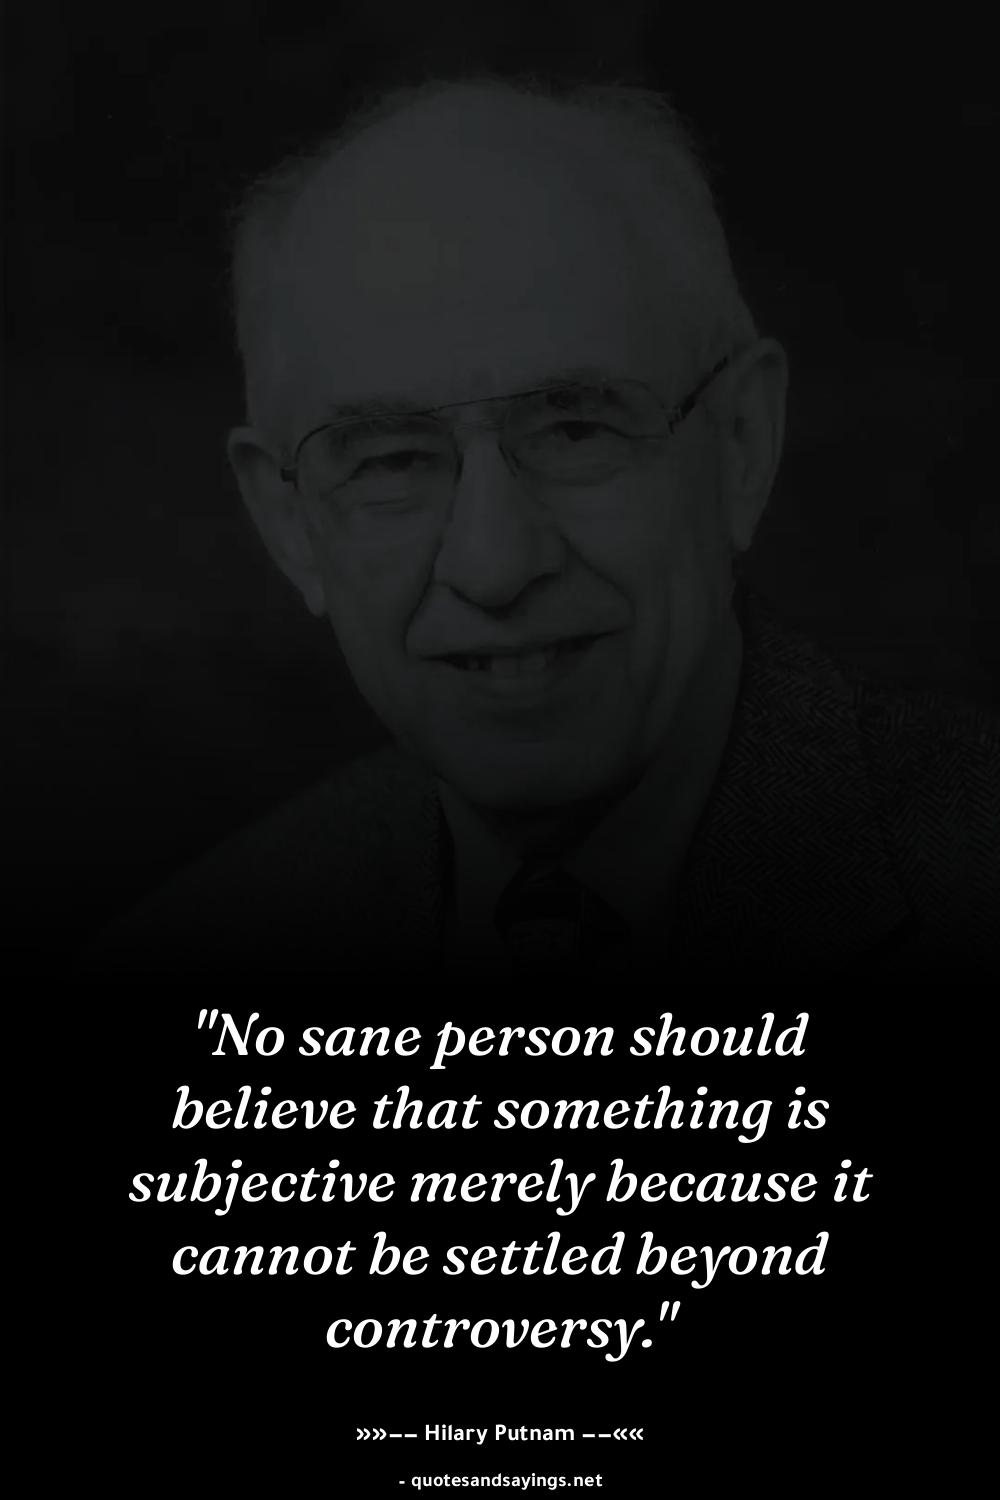 "No sane person should
believe that something is
subjective merely because it
cannot be settled beyond
controversy."
»»–– Hilary Putnam ––««
- quotesandsayings.net